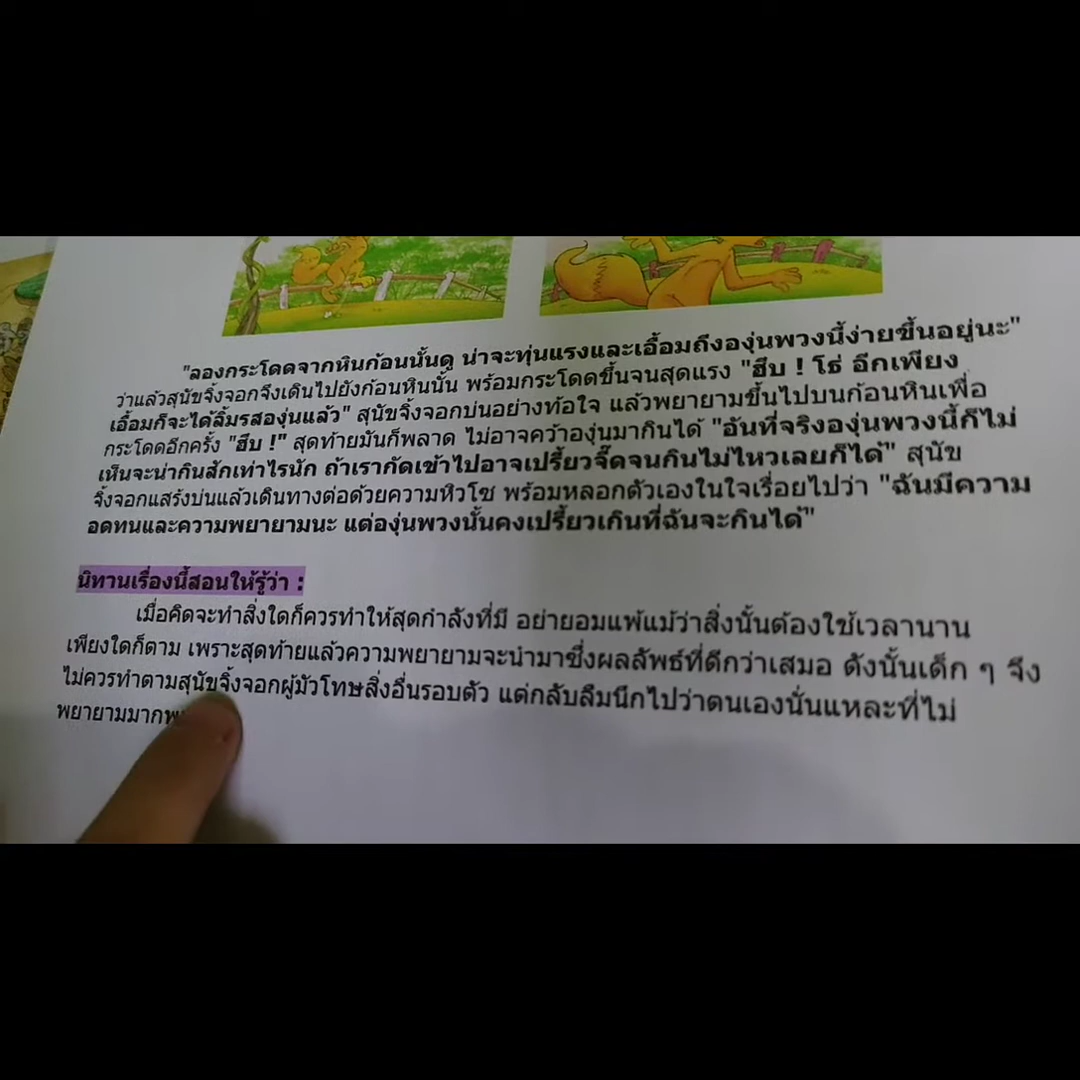 "ลองกระโดดจากหินก้อนนั้นดู น่าจะทุ่นแรงและเอื้อมถึงองุ่นพวงนี้ง่ายขึ้นอยู่นะ"
ว่าแล้วสุนัขจิ้งจอกจึงเดินไปยังก้อนหินนั้น พร้อมกระโดดขึ้นจนสุดแรง "ฮึบ ! โธ่ อีกเพียง
เอื้อมก็จะได้ลิ้มรสองุ่นแล้ว" สุนัขจิ้งจอกบ่นอย่างท้อใจ แล้วพยายามขึ้นไปบนก้อนหินเพื่อ
กระโดดอีกครั้ง "ฮึบ !" สุดท้ายมันก็พลาด ไม่อาจคว้าองุ่นมากินได้ "อันที่จริงองุ่นพวงนี้ก็ไม่
เห็นจะน่ากินสักเท่าไรนัก ถ้าเรากัดเข้าไปอาจเปรี้ยวจี๊ดจนกินไม่ไหวเลยก็ได้" สุนัข
จิ้งจอกแสร้งบ่นแล้วเดินทางต่อด้วยความหิวโซ พร้อมหลอกตัวเองในใจเรื่อยไปว่า "ฉันมีความ
อดทนและความพยายามนะ แต่องุ่นพวงนั้นคงเปรี้ยวเกินที่ฉันจะกินได้"
นิทานเรื่องนี้สอนให้รู้ว่า :
เมื่อคิดจะทำสิ่งใดก็ควรทำให้สุดกำลังที่มี อย่ายอมแพ้แม้ว่าสิ่งนั้นต้องใช้เวลานาน
เพียงใดก็ตาม เพราะสุดท้ายแล้วความพยายามจะนำมาซึ่งผลลัพธ์ที่ดีกว่าเสมอ ดังนั้นเด็ก ๆ จึง
ไม่ควรทำตามสุนัขจิ้งจอกผู้มัวโทษสิ่งอื่นรอบตัว แต่กลับลืมนึกไปว่าตนเองนั่นแหละที่ไม่
พยายามมาก